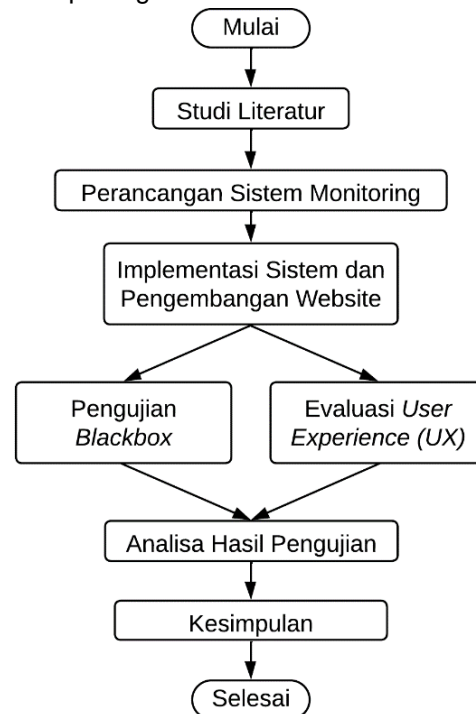 Mulai
Studi Literatur
Perancangan Sistem Monitoring
Implementasi Sistem dan
Pengembangan Website
Pengujian
Blackbox
Evaluasi User
Experience (UX)
Analisa Hasil Pengujian
Kesimpulan
Selesai